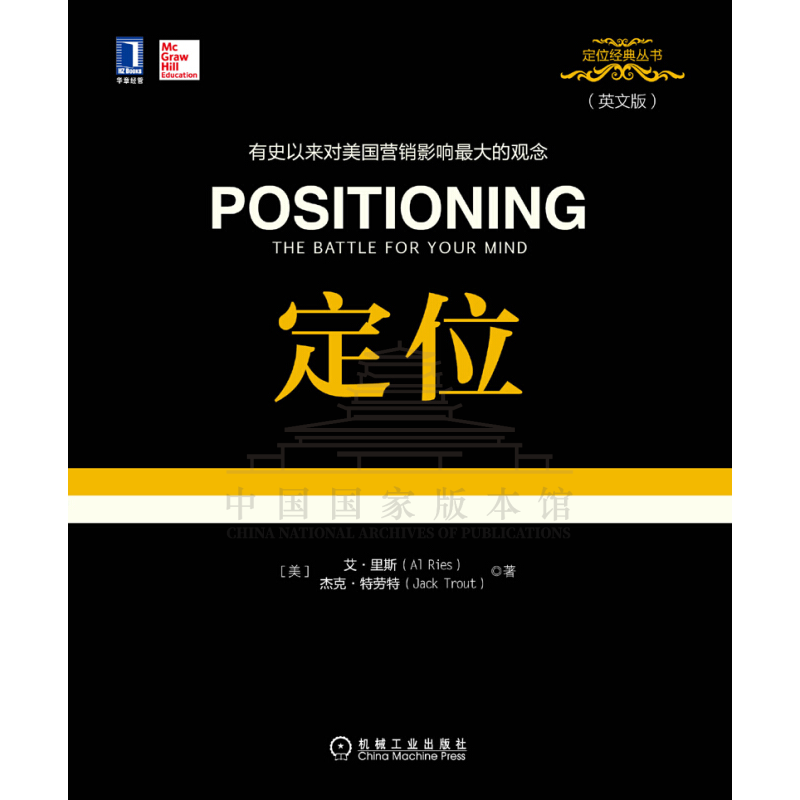 HZ Books
华章经管
Mc
Graw
Hill
Education
定位经典丛书
（英文版）
有史以来对美国营销影响最大的观念
POSITIONING
THE BATTLE FOR YOUR MIND
定位
中国国家版本馆
CHINA NATIONAL ARCHIVES OF PUBLICATIONS
［美］ 艾·里斯（Al Ries）
杰克·特劳特（Jack Trout） ◎著
机械工业出版社
China Machine Press